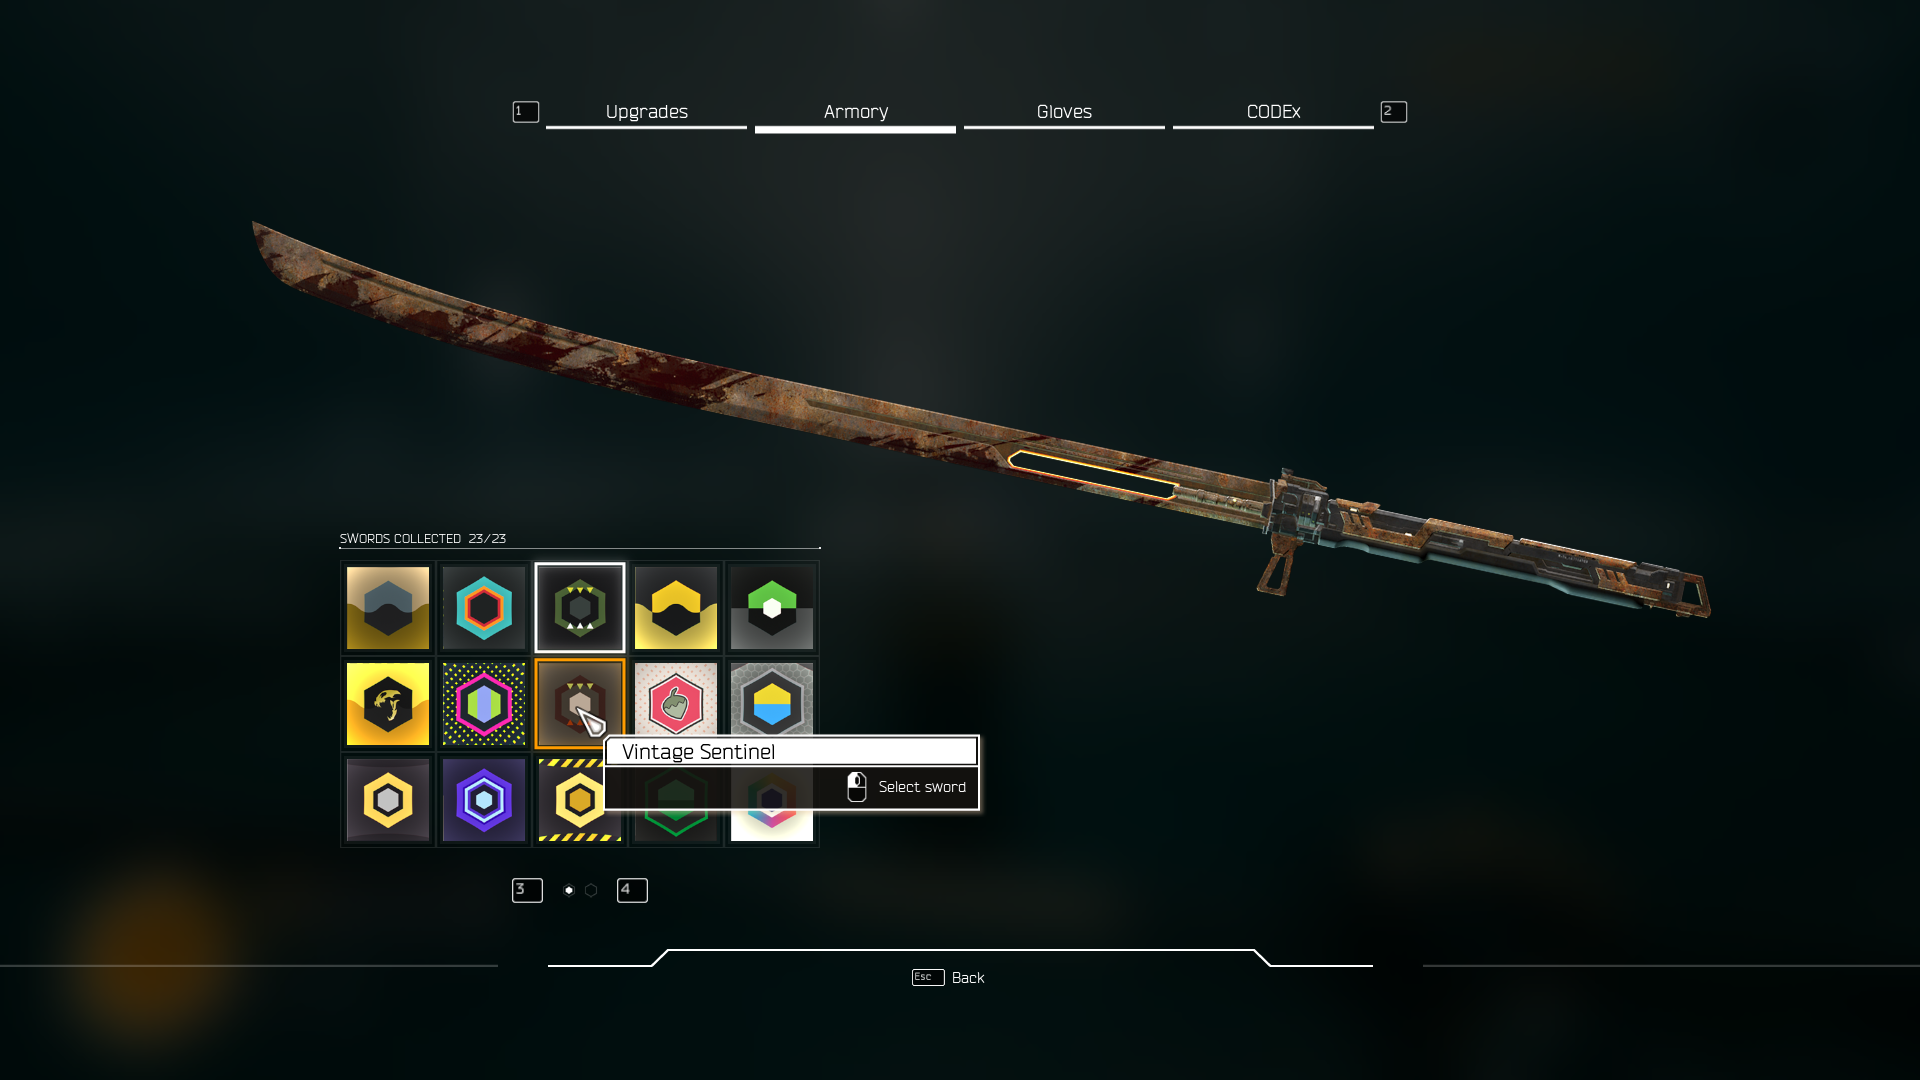 1 Upgrades Armory Gloves CODEx 2
SWORDS COLLECTED 23/23
Vintage Sentinel
Select sword
3 4
Esc Back